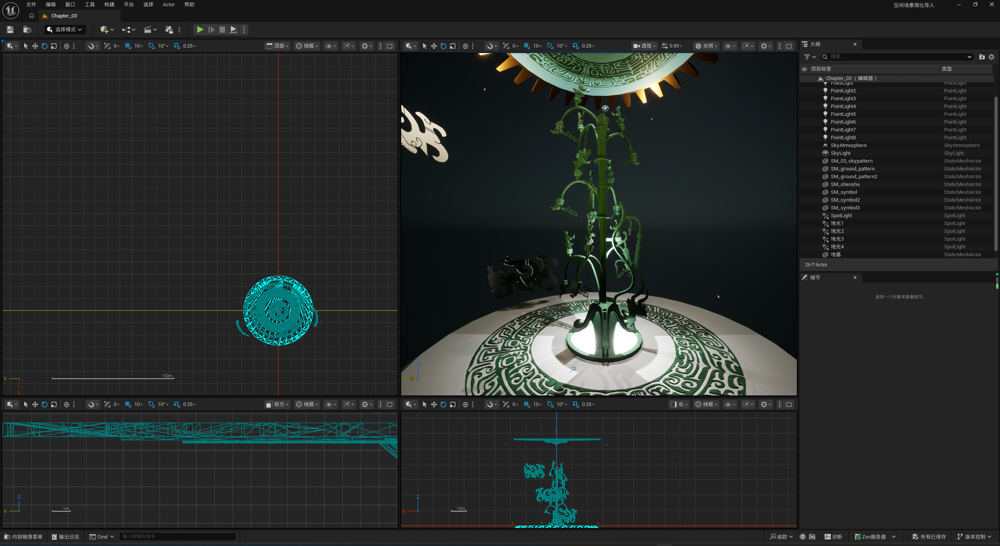 文件 编辑 窗口 工具 构建 平台 选择 Actor 帮助
空间场景简化导入
Chapter_03
选择模式
0 10 10° 0.25 顶部 线框
0 10 10° 0.25 透视 0.99 光照
大纲
搜索……
项目标签 类型
Chapter_03 （编辑器）
PointLight PointLight
PointLight2 PointLight
PointLight3 PointLight
PointLight4 PointLight
PointLight5 PointLight
PointLight6 PointLight
PointLight7 PointLight
PointLight8 PointLight
SkyAtmosphere SkyAtmosphere
SkyLight SkyLight
SM_03_skypattern StaticMeshActor
SM_ground_pattern StaticMeshActor
SM_ground_pattern2 StaticMeshActor
SM_shenshu StaticMeshActor
SM_symbol StaticMeshActor
SM_symbol2 StaticMeshActor
SM_symbol3 StaticMeshActor
SpotLight SpotLight
地光1 SpotLight
地光2 SpotLight
地光3 SpotLight
地光4 SpotLight
地基 StaticMeshActor
26个Actor
细节
选择一个对象来查看细节。
100m
Y
X
Z
Y X
0 10 10° 0.25 前方 线框
0 10 10° 0.25 右 线框
Z
Y
1m
Z
X
10m
内容侧滑菜单 输出日志 Cmd 输入控制台命令
追踪 诊断 Zen服务器 所有已保存 版本控制